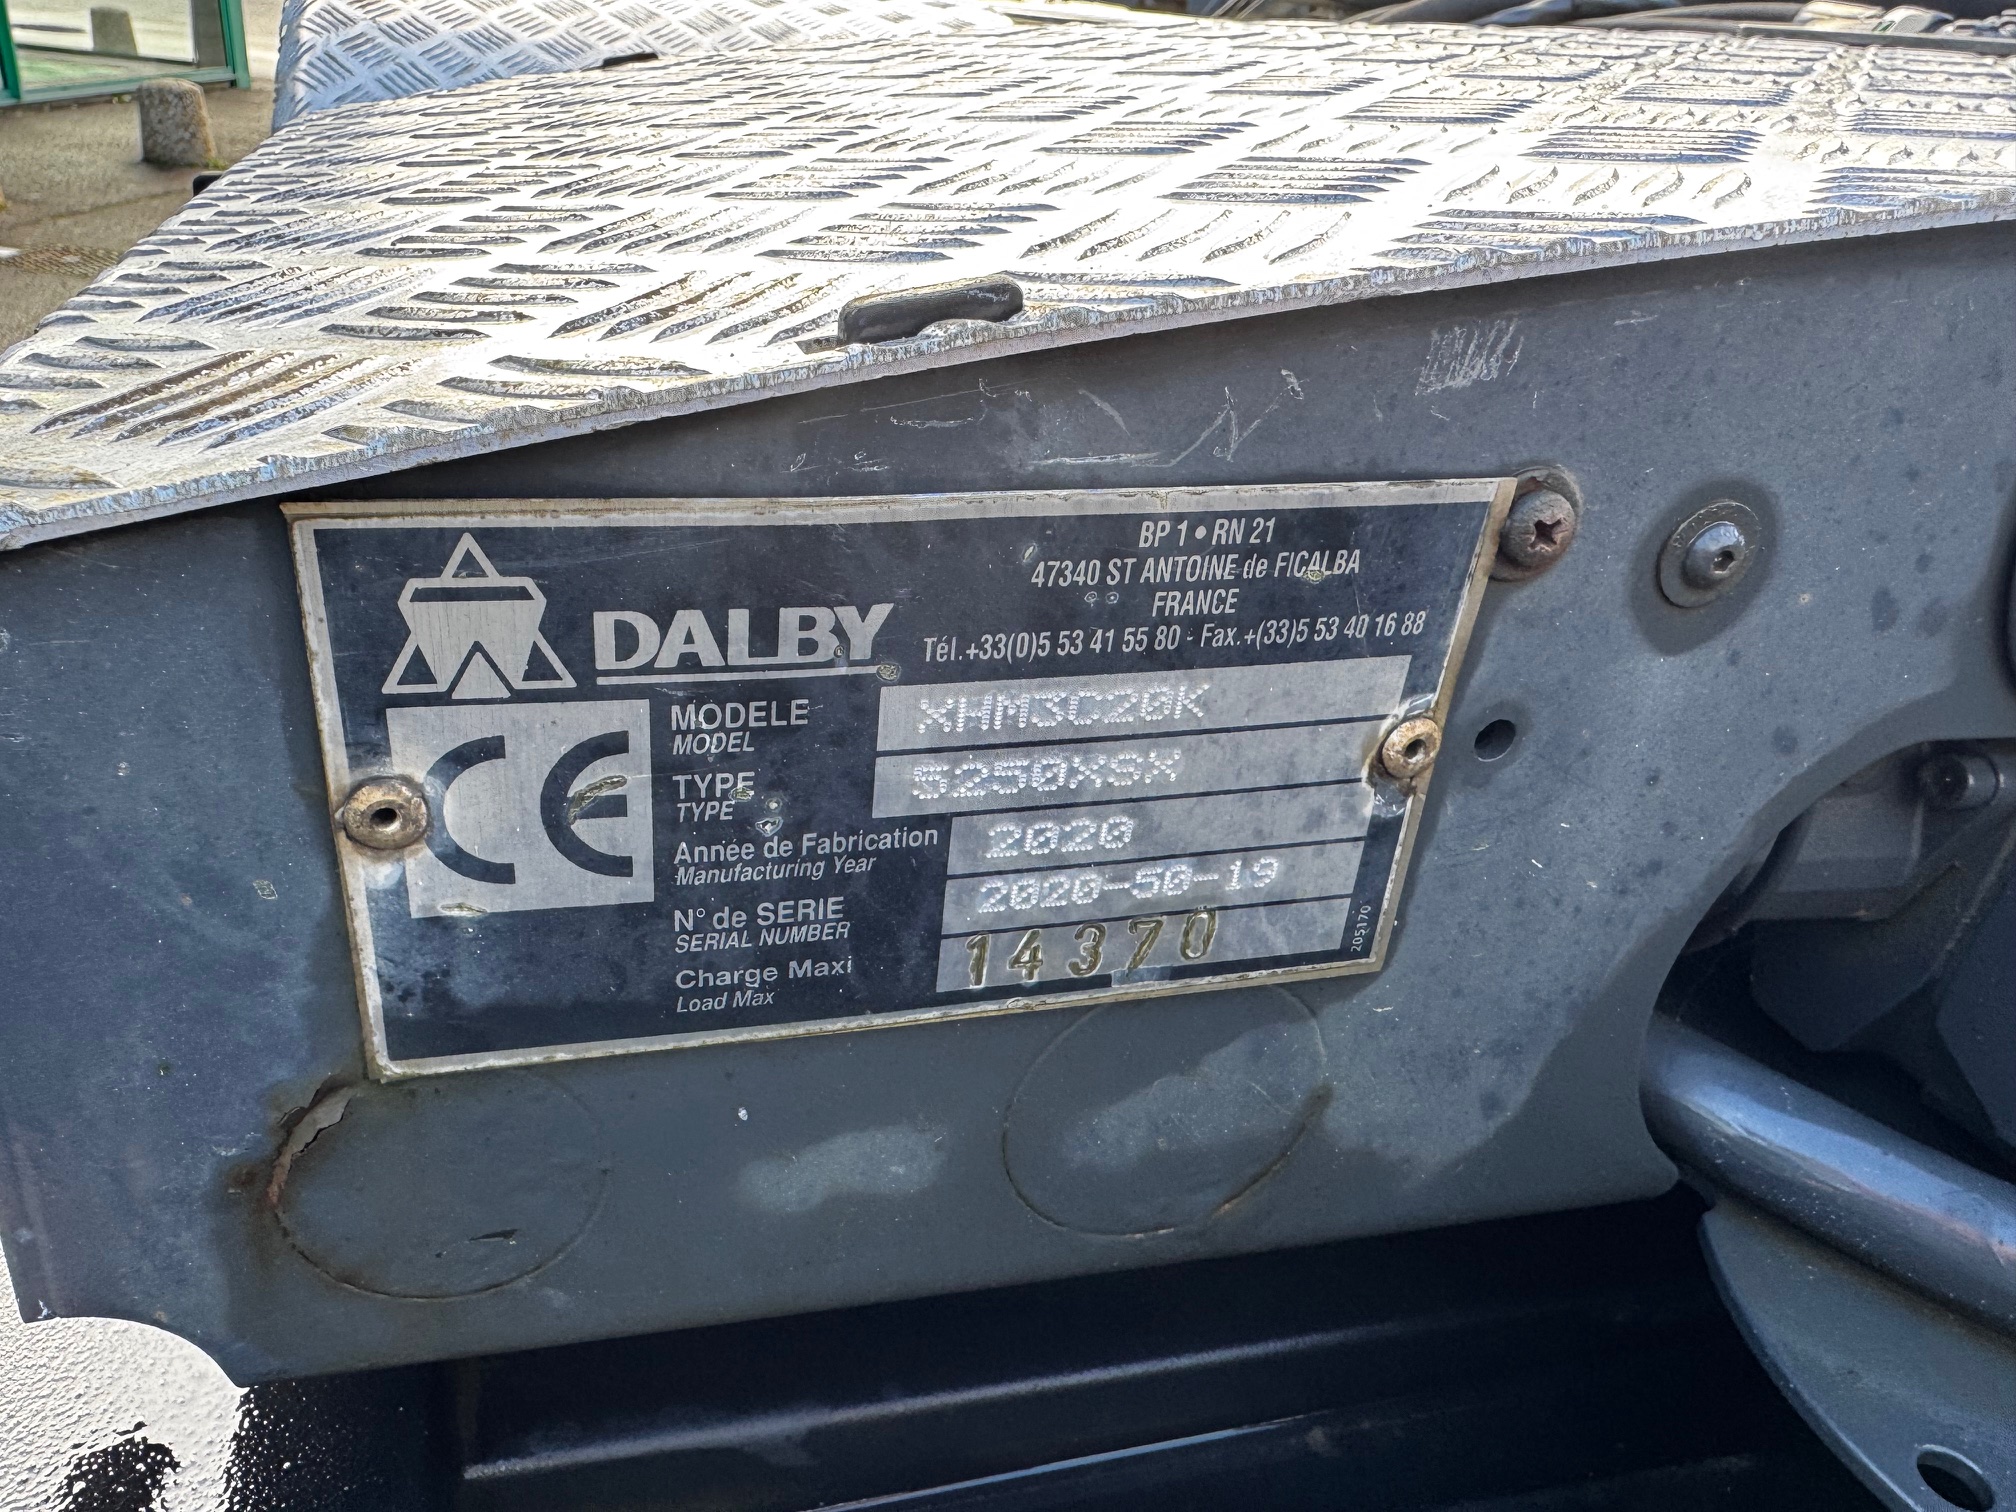 BP 1 • RN 21
47340 ST ANTOINE de FICALBA
FRANCE
Tél.+33(0)5 53 41 55 80 - Fax.+(33)5 53 40 16 88
DALBY
CE
MODELE XHM3C20K
MODEL
TYPE 5250XSX
TYPE
Année de Fabrication 2020
Manufacturing Year
N° de SERIE 2020-50-19
SERIAL NUMBER
Charge Maxi 14370
Load Max
205170